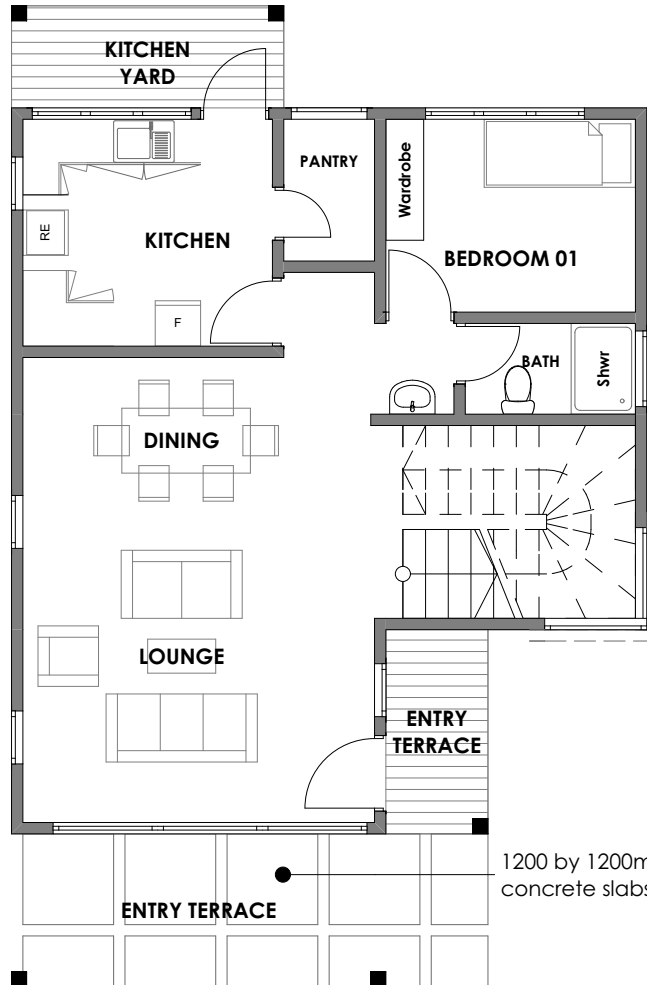 KITCHEN
YARD
PANTRY
Wardrobe
RE
KITCHEN
BEDROOM 01
F
BATH
Shwr
DINING
LOUNGE
ENTRY
TERRACE
1200 by 1200m
concrete slabs
ENTRY TERRACE